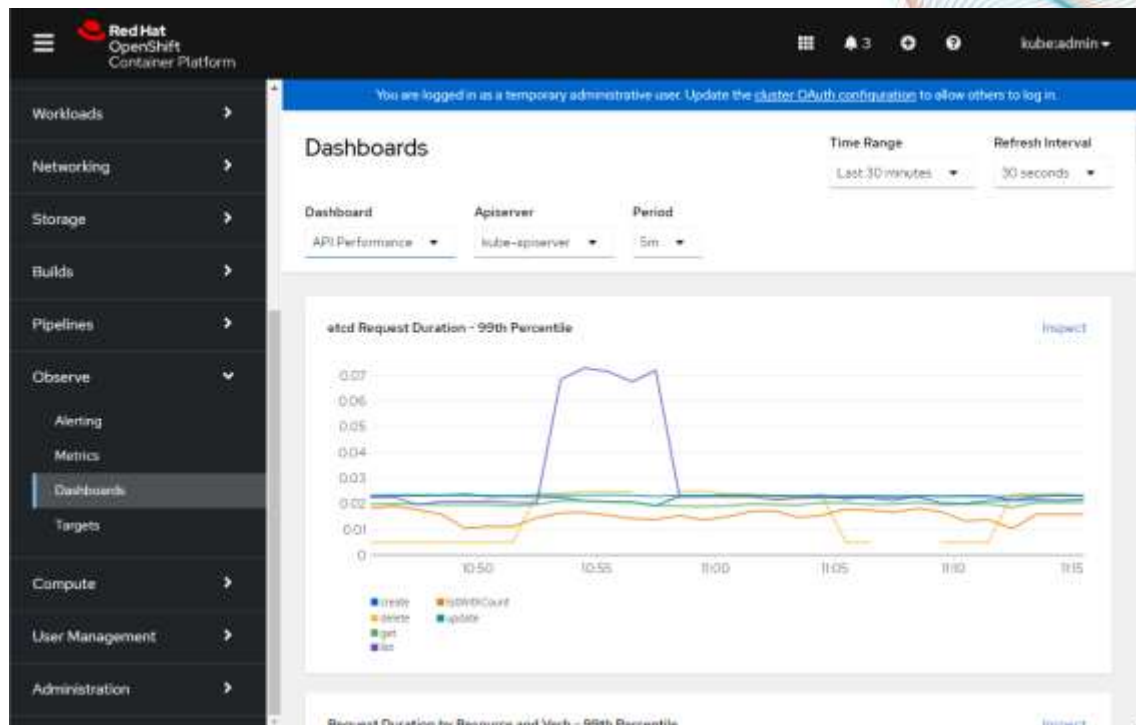 Red Hat
OpenShift
Container Platform
3
kube:admin
You are logged in as a temporary administrative user. Update the cluster OAuth configuration to allow others to log in.
Workloads
Networking
Storage
Builds
Pipelines
Observe
Alerting
Metrics
Dashboards
Targets
Compute
User Management
Administration
Dashboards
Time Range
Refresh Interval
Last 30 minutes
30 seconds
Dashboard
Apiserver
Period
API Performance
kube-apiserver
5m
etcd Request Duration - 99th Percentile
Inspect
0.07
0.06
0.05
0.04
0.03
0.02
0.01
0
10:50
10:55
11:00
11:05
11:10
11:15
create
listWithCount
delete
update
get
list
Request Duration by Resource and Verb - 99th Percentile
Inspect